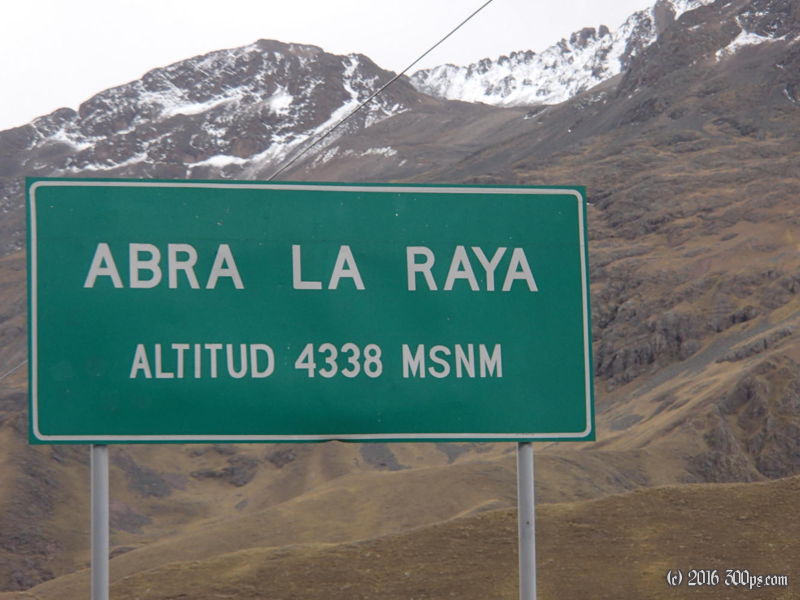 ABRA LA RAYA
ALTITUD 4338 MSNM
(c) 2016 300ps.com